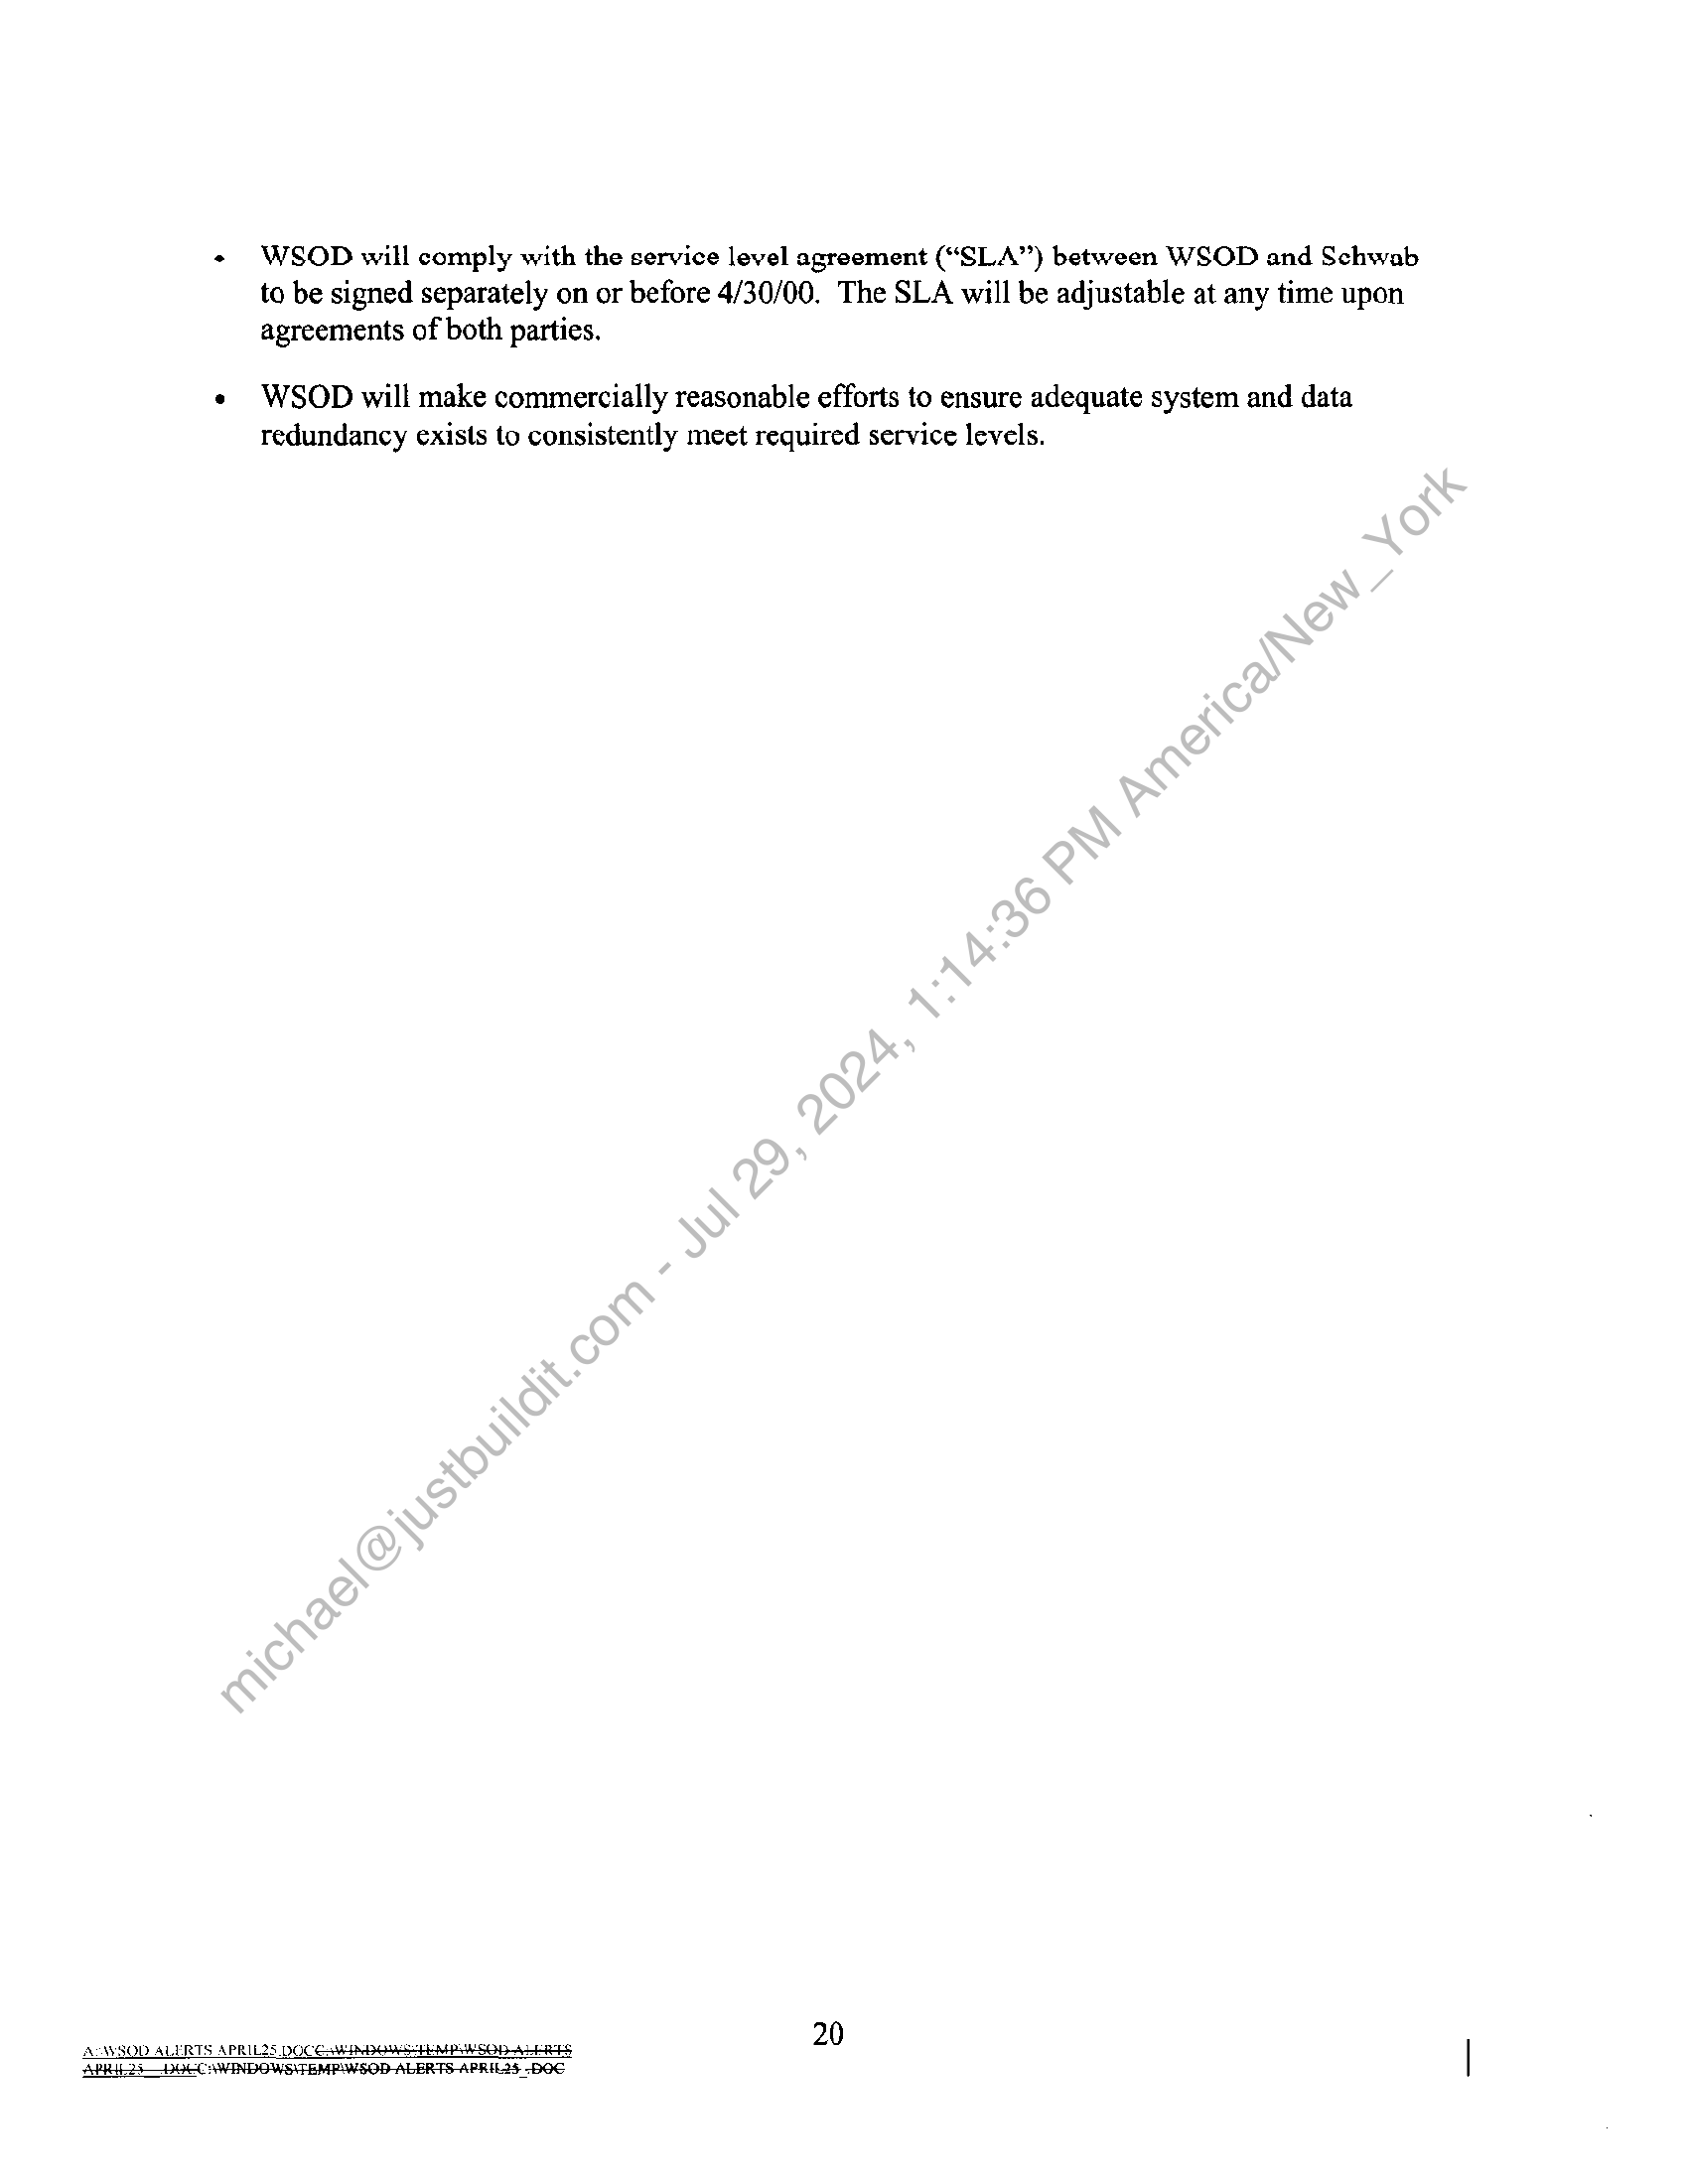 • WSOD will comply with the service level agreement (“SLA”) between WSOD and Schwab
to be signed separately on or before 4/30/00.  The SLA will be adjustable at any time upon
agreements of both parties.
• WSOD will make commercially reasonable efforts to ensure adequate system and data
redundancy exists to consistently meet required service levels.
michael@justbuildit.com - Jul 29, 2024, 1:14:36 PM America/New_York
20
A:\WSOD ALERTS APRIL25.DOCC:\WINDOWS\TEMP\WSOD ALERTS
APRIL25__.DOCC:\WINDOWS\TEMP\WSOD ALERTS APRIL25_.DOC